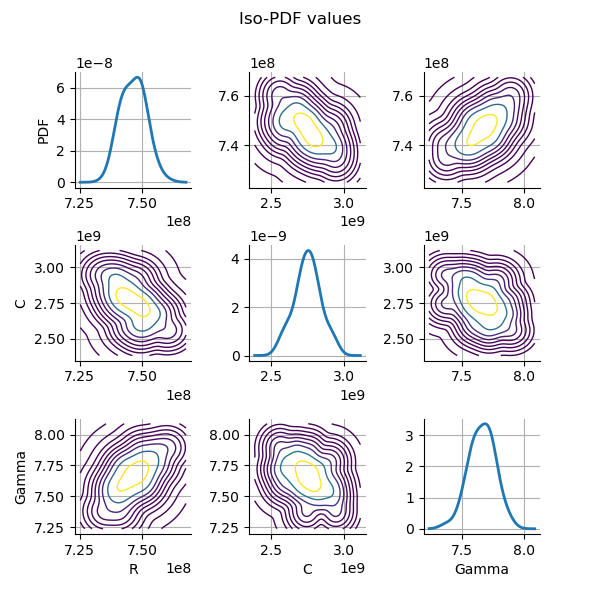 Iso-PDF values
1e−8
1e8
1e8
PDF
6
4
2
0
7.6
7.4
7.6
7.4
7.25 7.50
2.5 3.0
7.5 8.0
1e8
1e9
1e9
1e−9
1e9
C
3.00
2.75
2.50
4
2
0
3.00
2.75
2.50
7.25 7.50
2.5 3.0
7.5 8.0
1e8
1e9
Gamma
8.00
7.75
7.50
7.25
8.00
7.75
7.50
7.25
3
2
1
0
7.25 7.50
2.5 3.0
7.5 8.0
1e8
1e9
R
C
Gamma